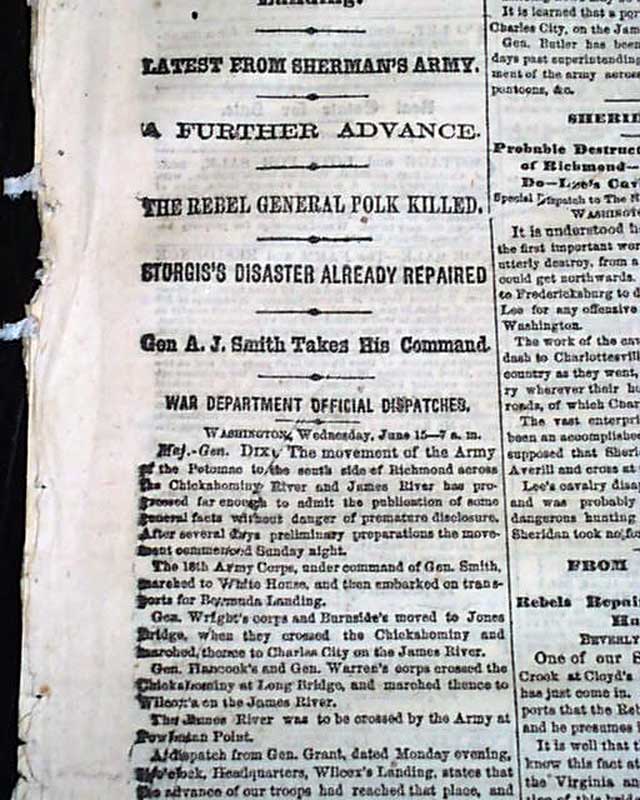 Landing.
LATEST FROM SHERMAN'S ARMY.
A FURTHER ADVANCE.
THE REBEL GENERAL POLK KILLED.
STURGIS'S DISASTER ALREADY REPAIRED
Gen A. J. Smith Takes His Command.
WAR DEPARTMENT OFFICIAL DISPATCHES.
WASHINGTON, Wednesday, June 15—7 a. m.
Maj.-Gen. DIX: The movement of the Army
of the Potomac to the south side of Richmond across
the Chickahominy River and James River has pro-
gressed far enough to admit the publication of some
general facts without danger of premature disclosure.
After several days preliminary preparations the move-
ment commenced Sunday night.
The 18th Army Corps, under command of Gen. Smith,
marched to White House, and then embarked on trans-
ports for Bermuda Landing.
Gen. Wright's corps and Burnside's moved to Jones
Bridge, when they crossed the Chickahominy and
marched, thence to Charles City on the James River.
Gen. Hancock's and Gen. Warren's corps crossed the
Chickahominy at Long Bridge, and marched thence to
Wilcox's on the James River.
The James River was to be crossed by the Army at
Powhatan Point.
A dispatch from Gen. Grant, dated Monday evening,
o'clock, Headquarters, Wilcox's Landing, states that
the advance of our troops had reached that place, and
It is learned that a por
Charles City, on the Jam
Gen. Butler has been
days past superintending
ment of the army across
pontoons, &c.
SHERI
Probable Destruct
of Richmond—
Do—Lee's Cav
Special Dispatch to The N
WASHINGTO
It is understood h
the first important wor
utterly destroy, from a
could get northwards.
to Fredericksburg to d
Lee for any offensive
Washington.
The work of the cav
dash to Charlottesvill
country as they went,
ry wherever their h
roads, of which Char
The vast enterpri
been an accomplishe
supposed that Sher
Averill and cross at
Lee's cavalry disap
and was probably
dangerous hunting
Sheridan took no
FROM
Rebels Repai
Hu
BEVERLY
One of our S
Crook at Cloyd's
has just come in.
ports that the Reb
and he presumes
It is well that t
know this fact at
the Virginia an